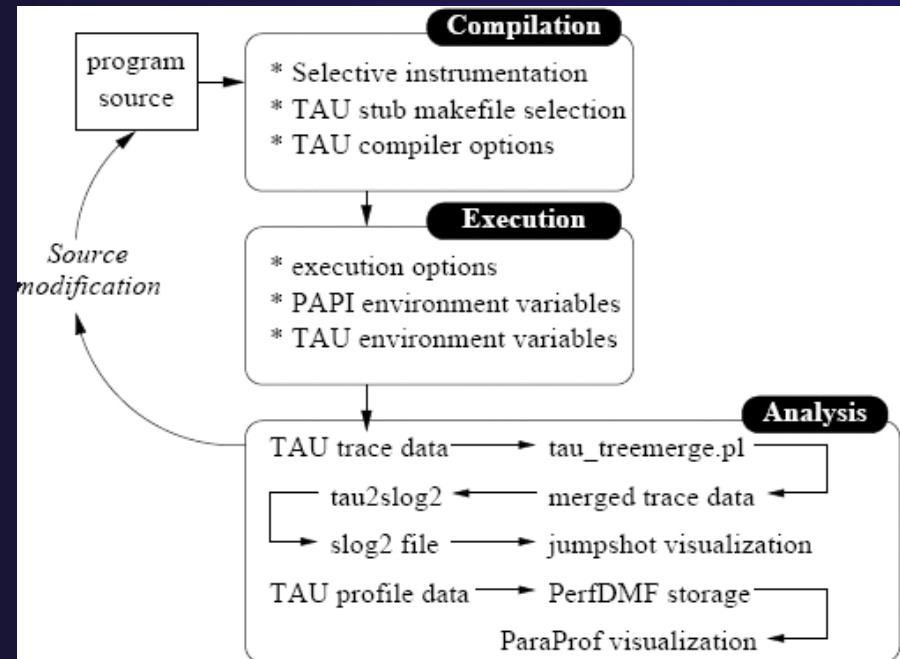 Compilation
program
source
* Selective instrumentation
* TAU stub makefile selection
* TAU compiler options
Execution
Source
modification
* execution options
* PAPI environment variables
* TAU environment variables
Analysis
TAU trace data tau_treemerge.pl
tau2slog2 merged trace data
slog2 file jumpshot visualization
TAU profile data PerfDMF storage
ParaProf visualization